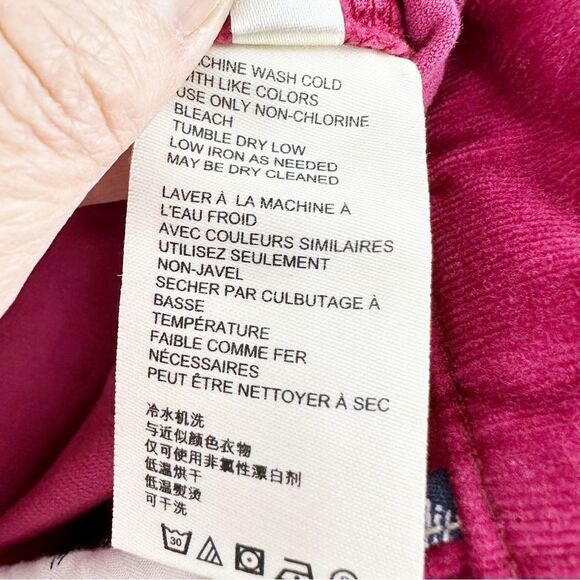 MACHINE WASH COLD
WITH LIKE COLORS
USE ONLY NON-CHLORINE
BLEACH
TUMBLE DRY LOW
LOW IRON AS NEEDED
MAY BE DRY CLEANED
LAVER À LA MACHINE À
L'EAU FROID
AVEC COULEURS SIMILAIRES
UTILISEZ SEULEMENT
NON-JAVEL
SECHER PAR CULBUTAGE À
BASSE
TEMPÉRATURE
FAIBLE COMME FER
NÉCESSAIRES
PEUT ÊTRE NETTOYER À SEC
冷水机洗
与近似颜色衣物
仅可使用非氯性漂白剂
低温烘干
低温熨烫
可干洗
30